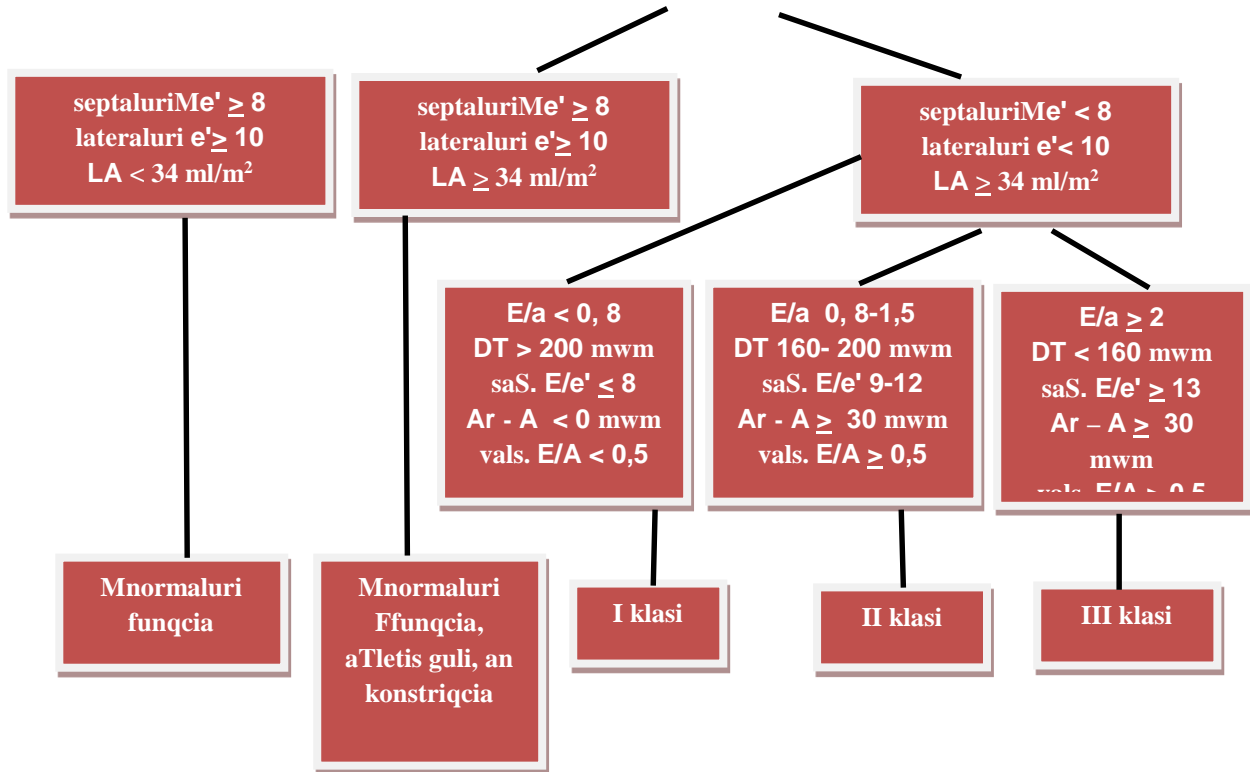 septaluriMe' ≥ 8
lateraluri e'≥ 10
LA < 34 ml/m²
septaluriMe' ≥ 8
lateraluri e'≥ 10
LA ≥ 34 ml/m²
septaluriMe' < 8
lateraluri e'< 10
LA ≥ 34 ml/m²
E/a < 0, 8
DT > 200 mwm
saS. E/e' ≤ 8
Ar - A < 0 mwm
vals. E/A < 0,5
E/a 0, 8-1,5
DT 160- 200 mwm
saS. E/e' 9-12
Ar - A ≥ 30 mwm
vals. E/A ≥ 0,5
E/a ≥ 2
DT < 160 mwm
saS. E/e' ≥ 13
Ar – A ≥ 30
mwm
vals. E/A > 0,5
Mnormaluri
funqcia
Mnormaluri
Ffunqcia,
aTletis guli, an
konstriqcia
I klasi
II klasi
III klasi